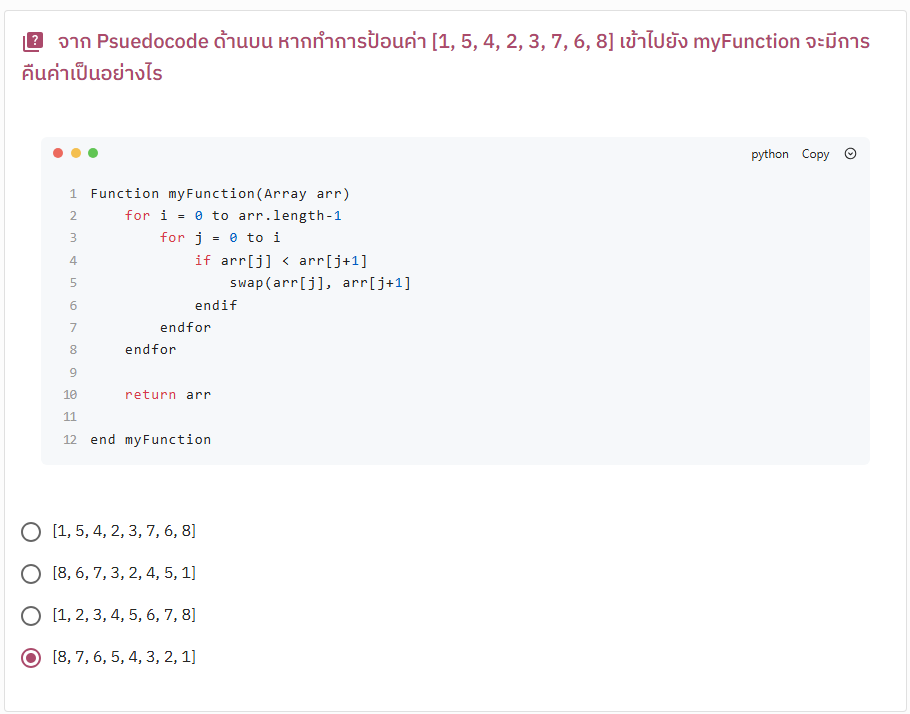 จาก Psuedocode ด้านบน หากทำการป้อนค่า [1, 5, 4, 2, 3, 7, 6, 8] เข้าไปยัง myFunction จะมีการ
คืนค่าเป็นอย่างไร
python Copy
1 Function myFunction(Array arr)
2     for i = 0 to arr.length-1
3         for j = 0 to i
4             if arr[j] < arr[j+1]
5                 swap(arr[j], arr[j+1]
6             endif
7         endfor
8     endfor
9
10     return arr
11
12 end myFunction
[1, 5, 4, 2, 3, 7, 6, 8]
[8, 6, 7, 3, 2, 4, 5, 1]
[1, 2, 3, 4, 5, 6, 7, 8]
[8, 7, 6, 5, 4, 3, 2, 1]